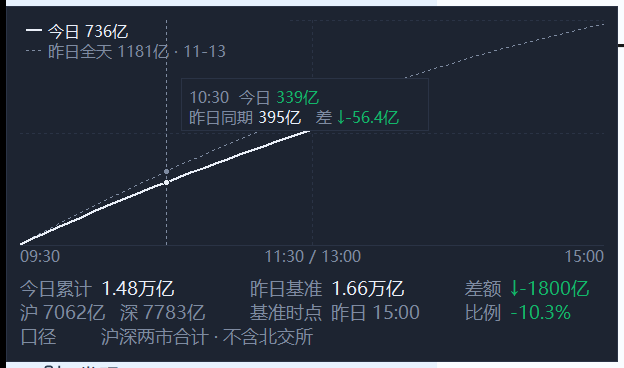 今日 736亿
昨日全天 1181亿 · 11-13
10:30 今日 339亿
昨日同期 395亿 差 ↓-56.4亿
09:30 11:30 / 13:00 15:00
今日累计 1.48万亿 昨日基准 1.66万亿 差额 ↓-1800亿
沪 7062亿 深 7783亿 基准时点 昨日 15:00 比例 -10.3%
口径 沪深两市合计 · 不含北交所